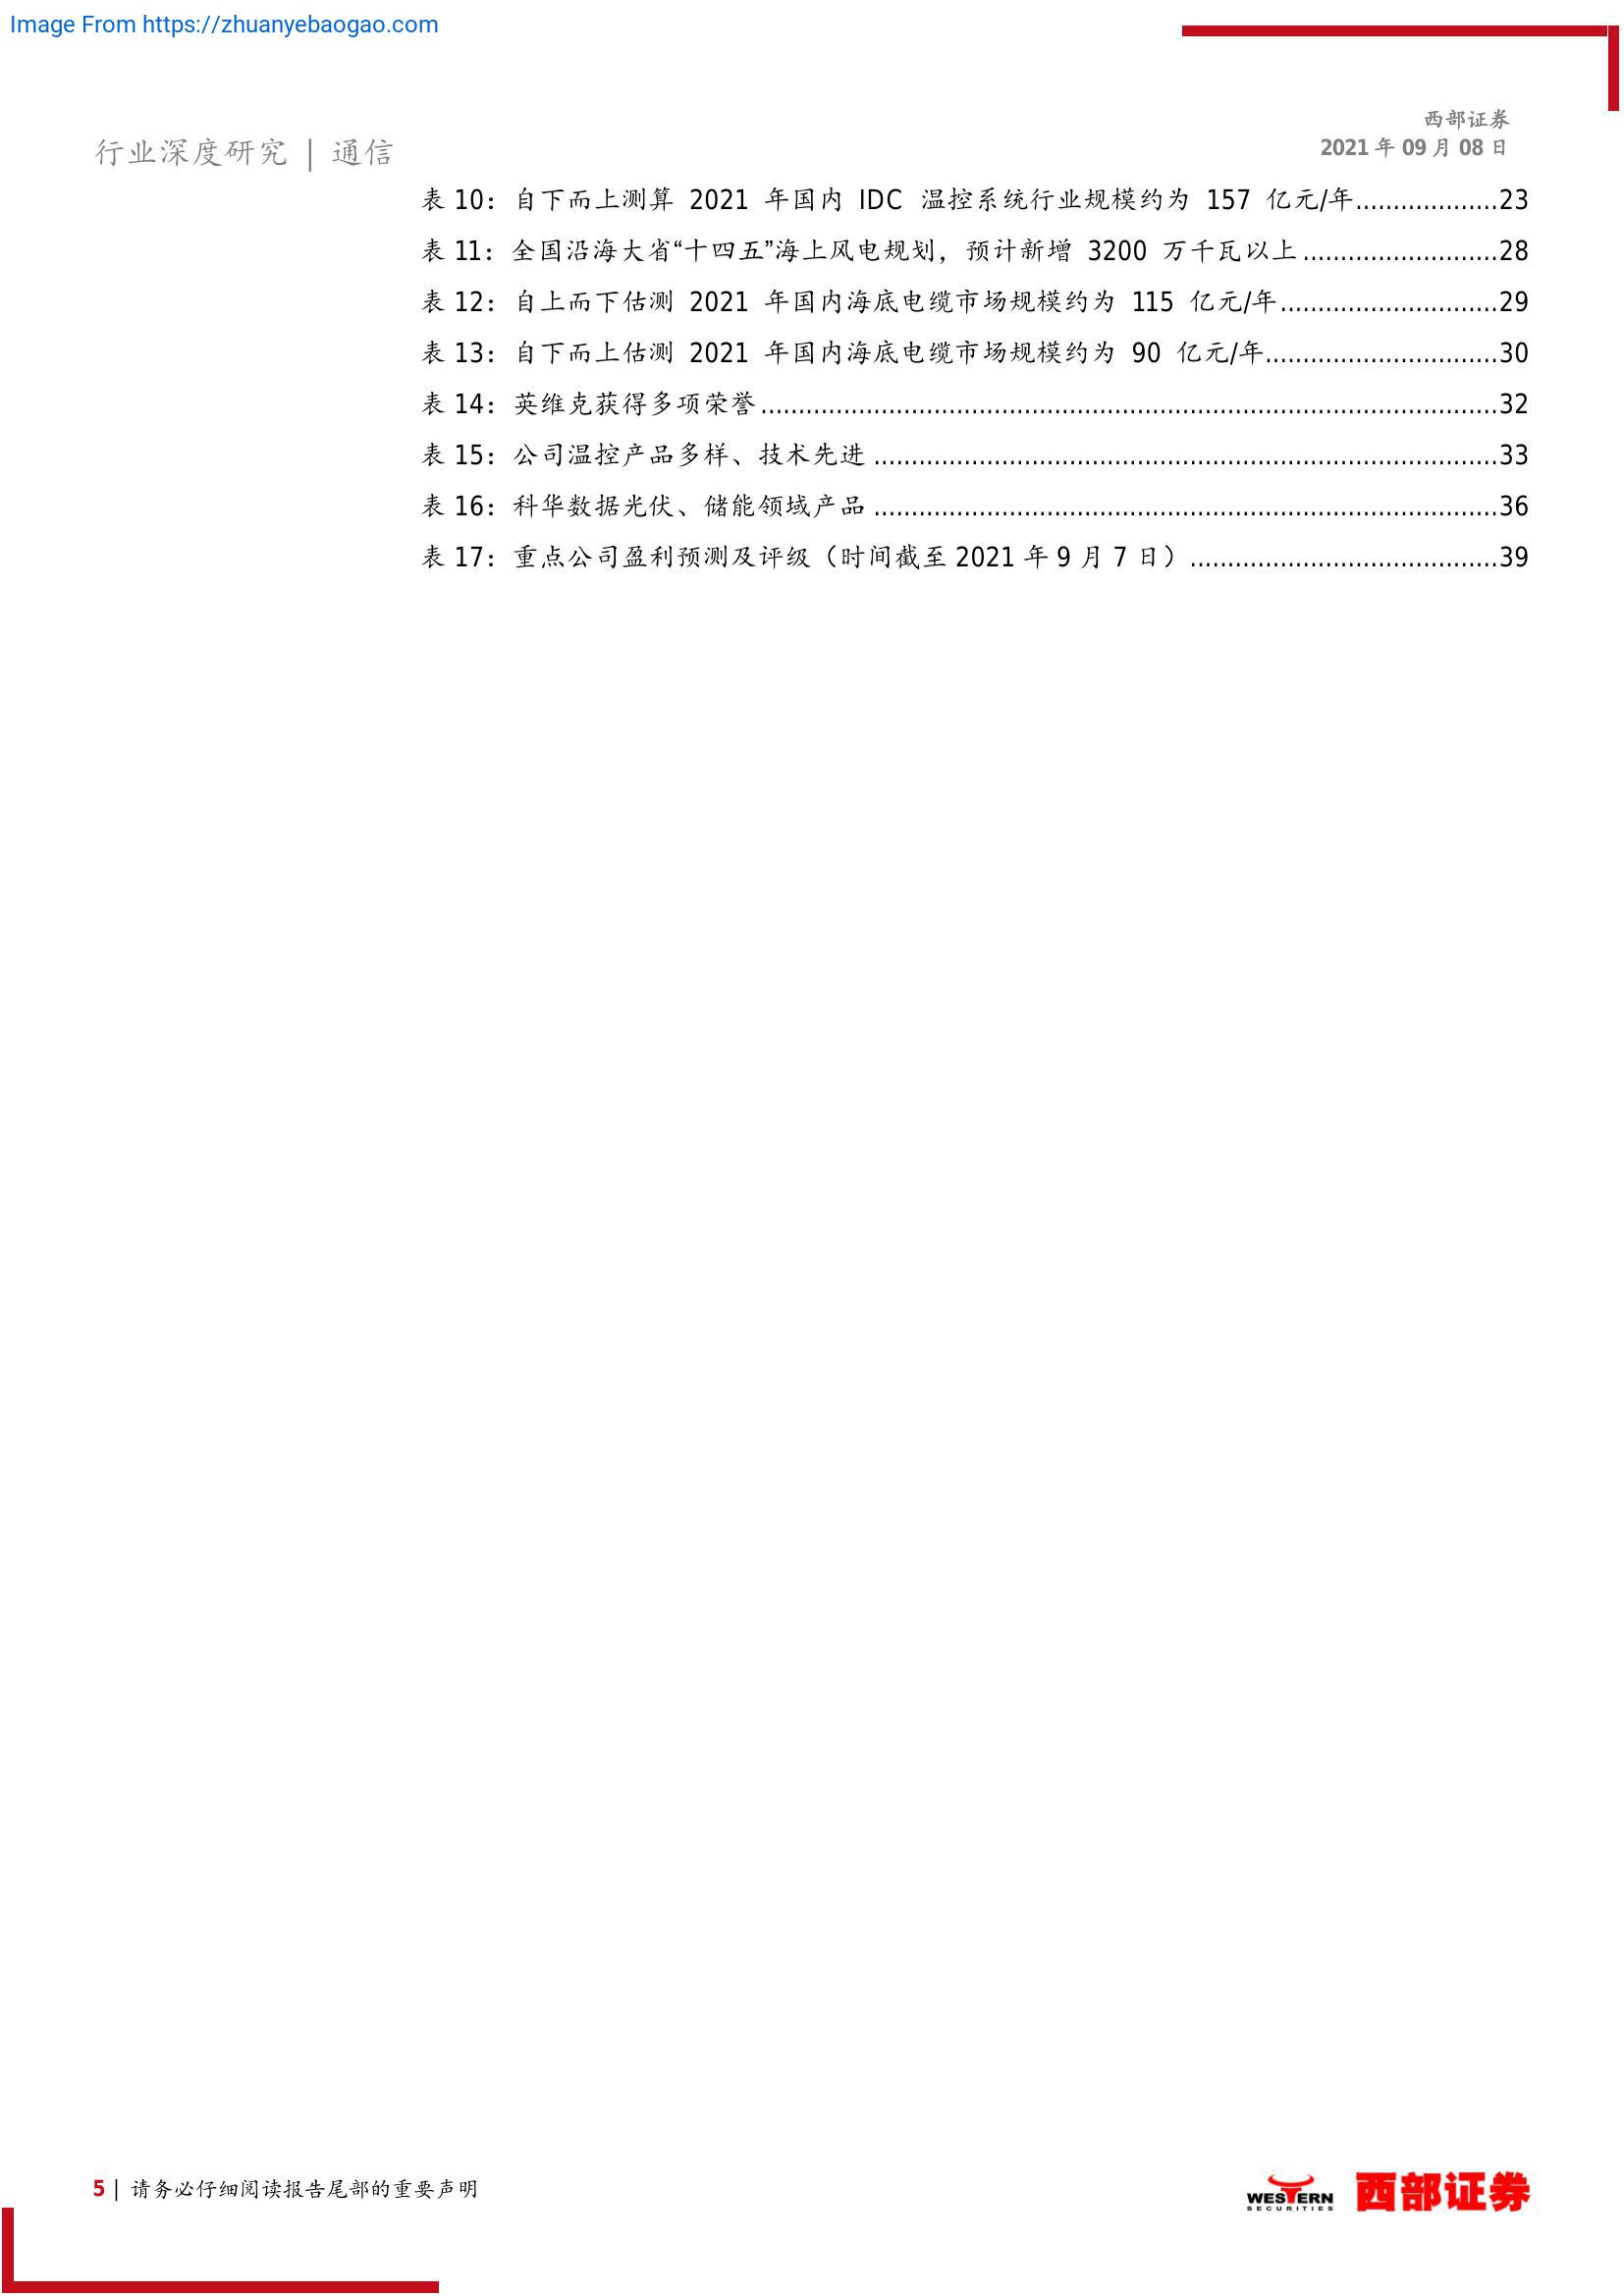 Image From https://zhuanyebaogao.com
西部证券
行业深度研究 | 通信
2021 年 09 月 08 日
表 10：自下而上测算 2021 年国内 IDC 温控系统行业规模约为 157 亿元/年...................23
表 11：全国沿海大省“十四五”海上风电规划，预计新增 3200 万千瓦以上..........................28
表 12：自上而下估测 2021 年国内海底电缆市场规模约为 115 亿元/年.............................29
表 13：自下而上估测 2021 年国内海底电缆市场规模约为 90 亿元/年...............................30
表 14：英维克获得多项荣誉..................................................................................................32
表 15：公司温控产品多样、技术先进...................................................................................33
表 16：科华数据光伏、储能领域产品...................................................................................36
表 17：重点公司盈利预测及评级（时间截至 2021 年 9 月 7 日）.........................................39
5 | 请务必仔细阅读报告尾部的重要声明
WESTERN
SECURITIES
西部证券